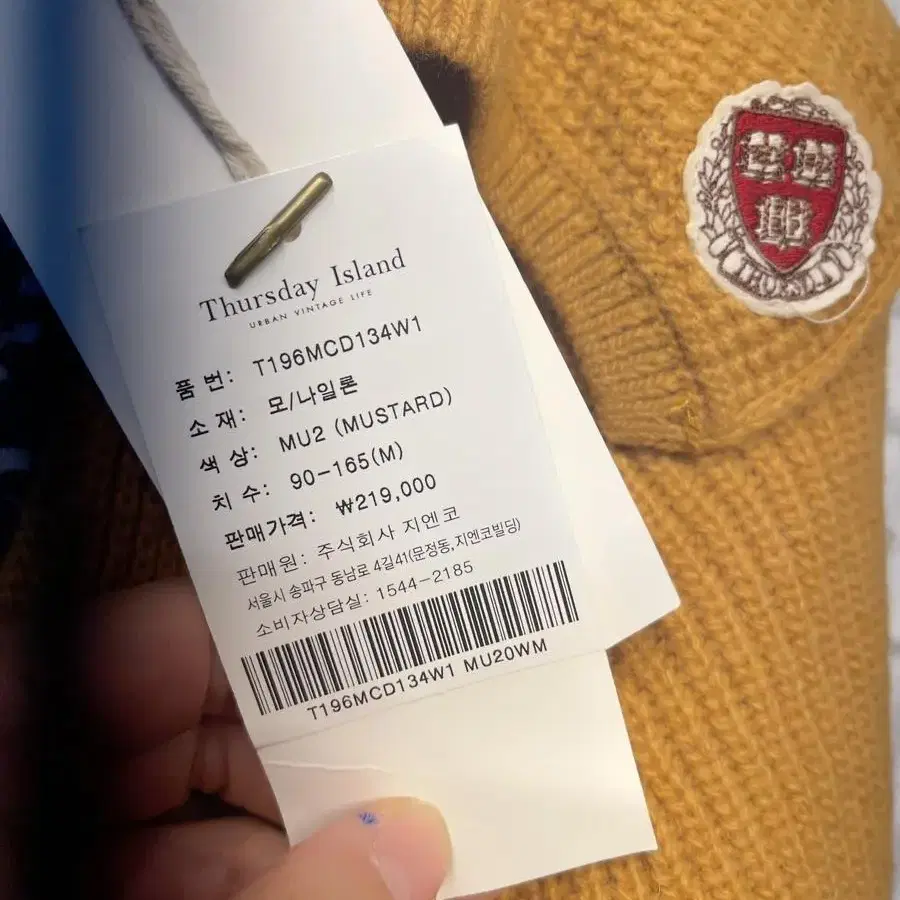 Thursday Island
URBAN VINTAGE LIFE
품 번: T196MCD134W1
소 재: 모/나일론
색 상: MU2 (MUSTARD)
치 수: 90-165(M)
판매가격: ₩219,000
판매원: 주식회사 지엔코
서울시 송파구 동남로 4길41(문정동,지엔코빌딩)
소비자상담실: 1544-2185
T196MCD134W1 MU20WM